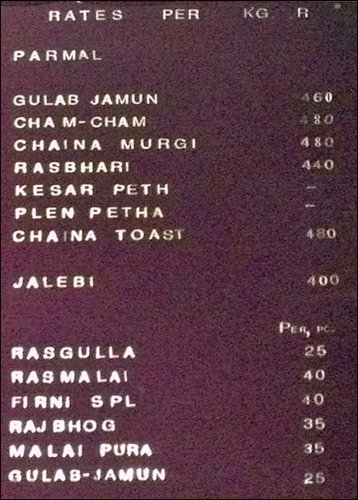 RATES PER KG R
PARMAL
GULAB JAMUN 460
CHAM-CHAM 480
CHAINA MURGI 480
RASBHARI 440
KESAR PETH –
PLEN PETHA –
CHAINA TOAST 480
JALEBI 400
PER, PC.
RASGULLA 25
RASMALAI 40
FIRNI SPL 40
RAJBHOG 35
MALAI PURA 35
GULAB-JAMUN 25